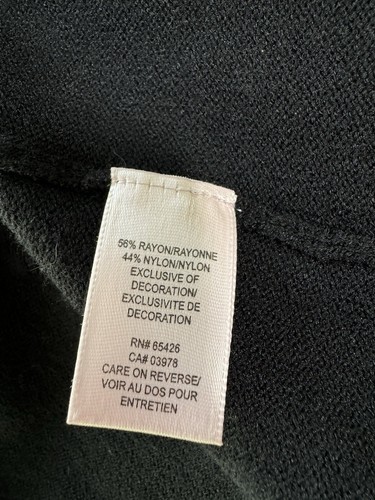 56% RAYON/RAYONNE
44% NYLON/NYLON
EXCLUSIVE OF
DECORATION/
EXCLUSIVITE DE
DECORATION
RN# 65426
CA# 03978
CARE ON REVERSE/
VOIR AU DOS POUR
ENTRETIEN